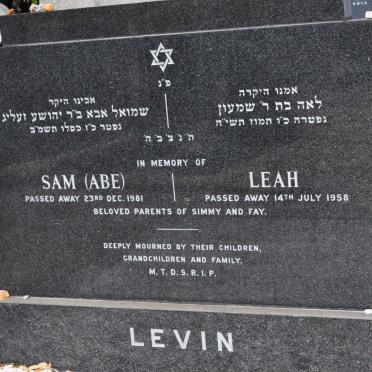 פ״נ
אבינו היקר
שמואל אבא ב״ר יהושע זעליג
נפטר כ״ז כסלו תשמ״ב
אמנו היקרה
לאה בת ר׳ שמעון
נפטרה כ״ו תמוז תשי״ח
ת׳נ׳צ׳ב׳ה׳
IN MEMORY OF
SAM (ABE)
PASSED AWAY 23RD DEC. 1981
LEAH
PASSED AWAY 14TH JULY 1958
BELOVED PARENTS OF SIMMY AND FAY.
DEEPLY MOURNED BY THEIR CHILDREN,
GRANDCHILDREN AND FAMILY,
M.T.D.S.R.I.P.
LEVIN